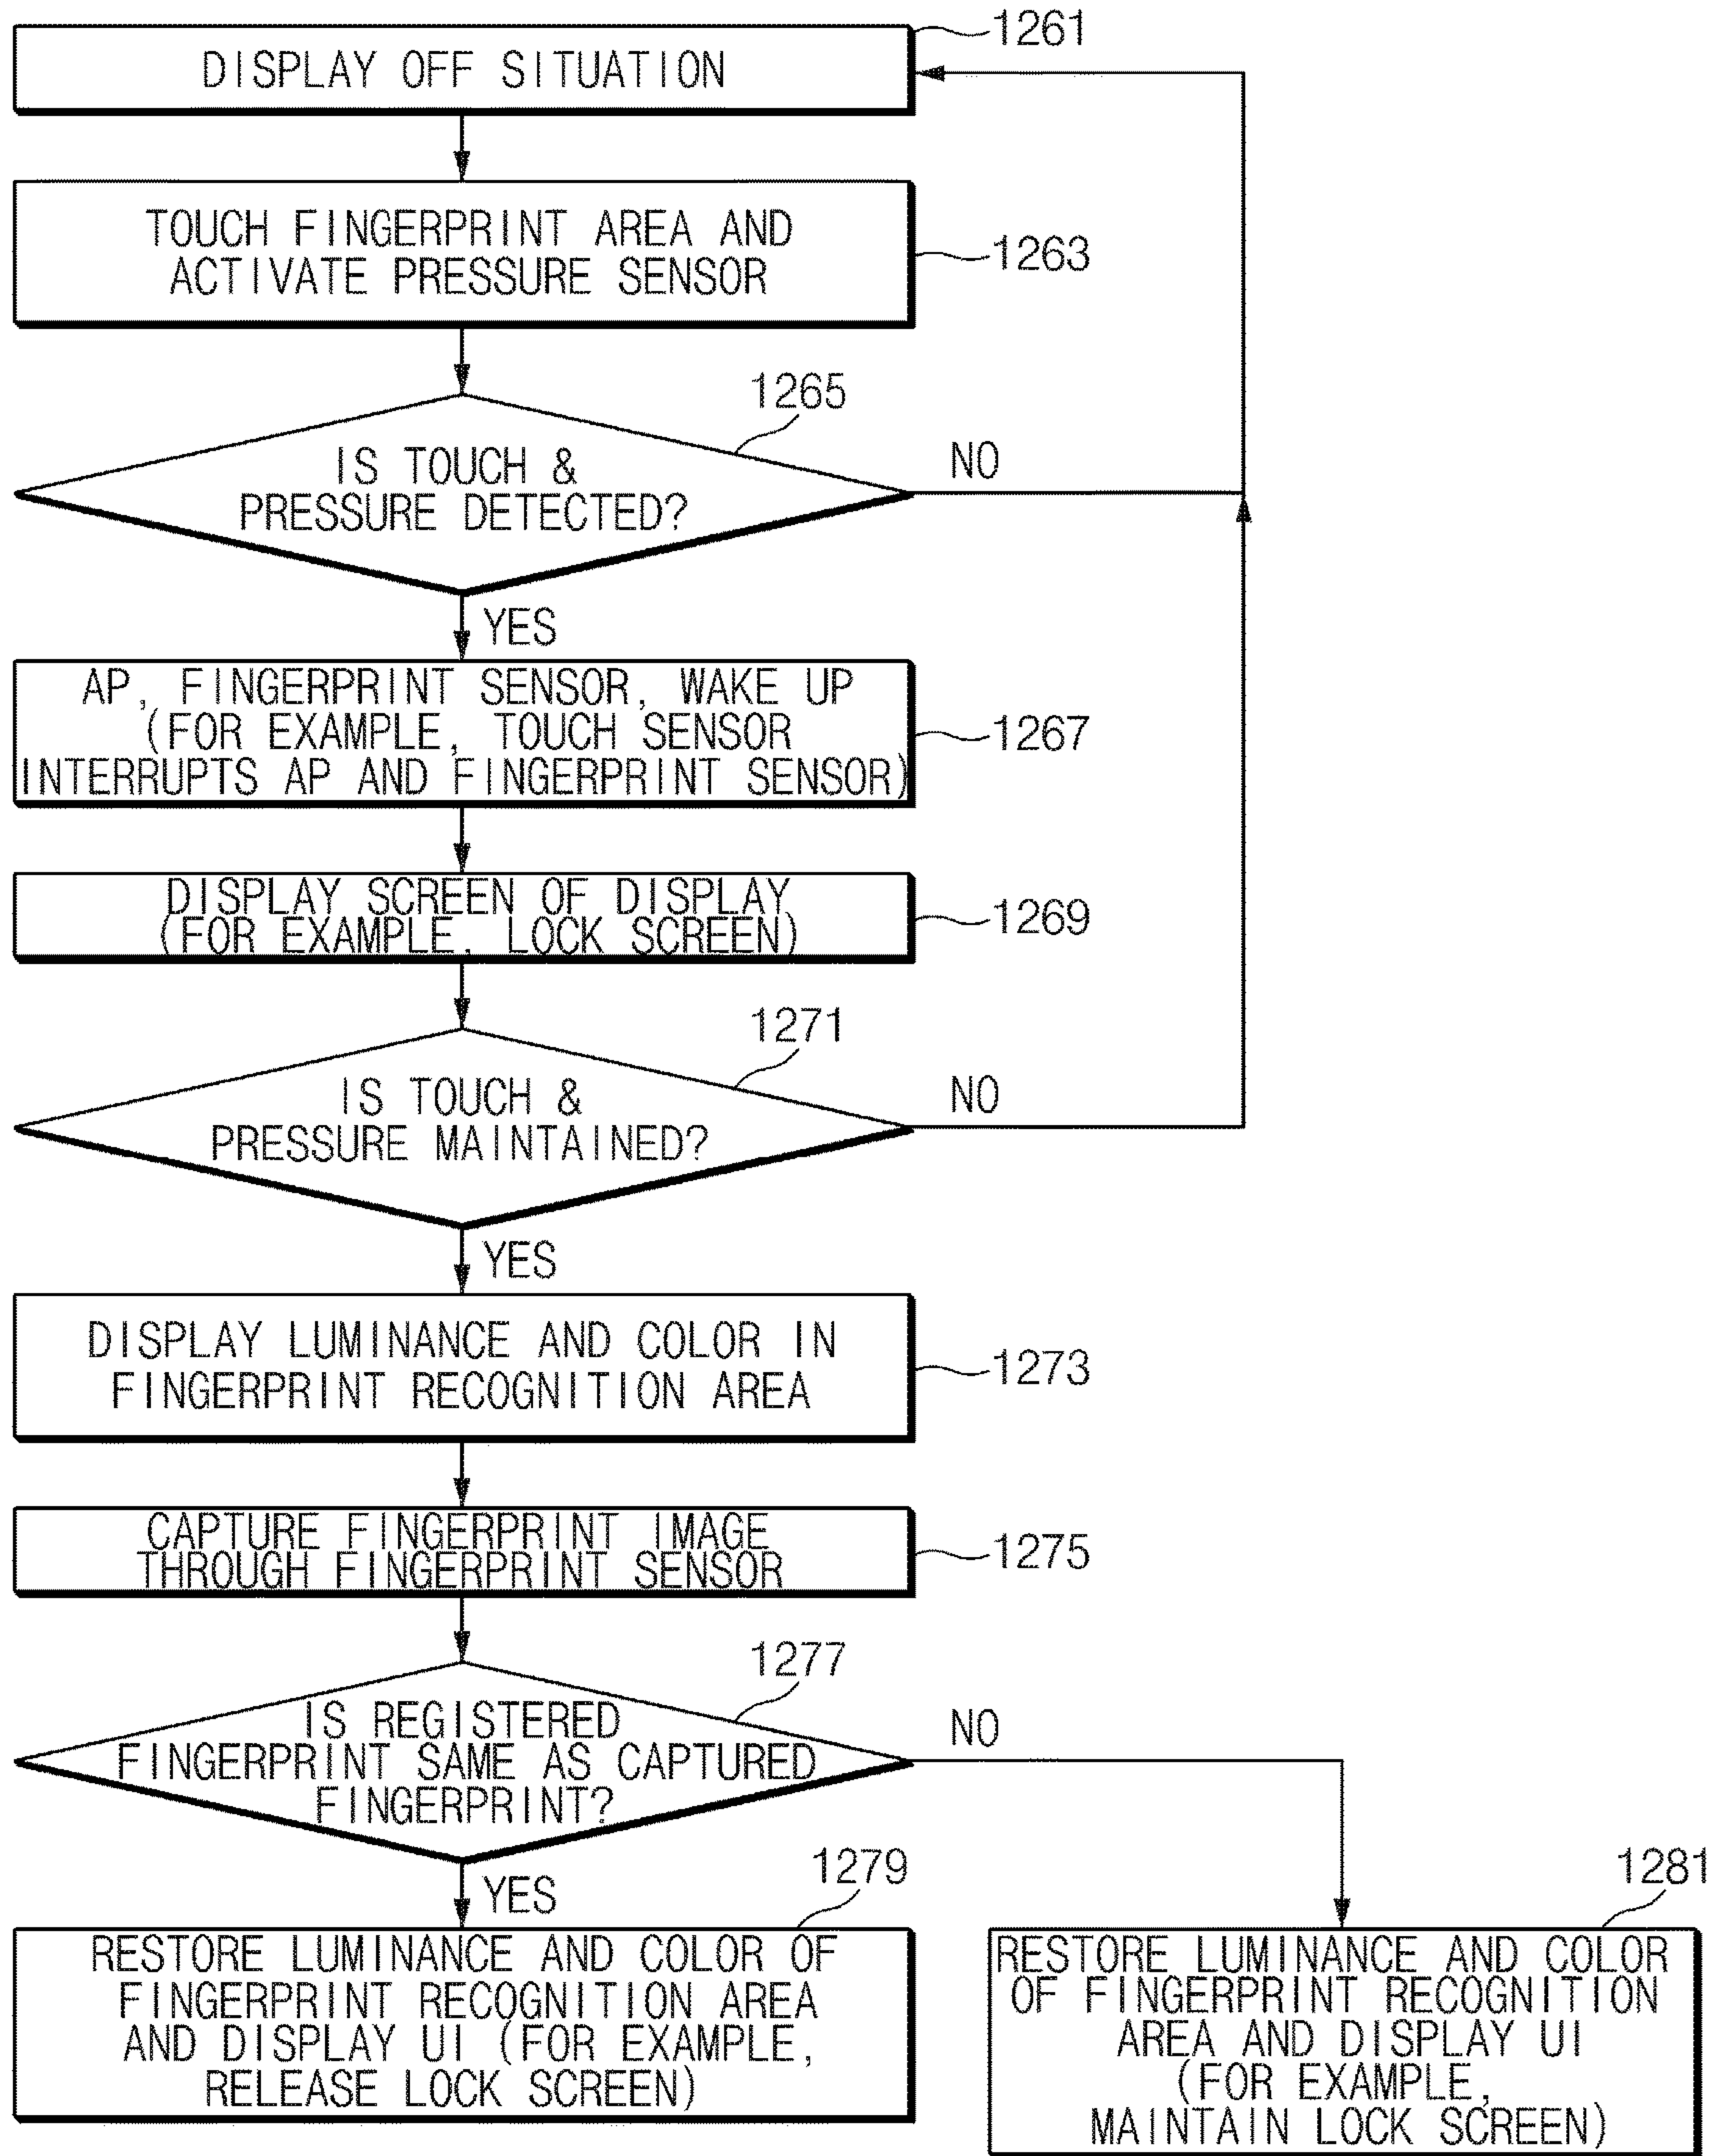 1261
DISPLAY OFF SITUATION
TOUCH FINGERPRINT AREA AND
ACTIVATE PRESSURE SENSOR
1263
1265
IS TOUCH &
PRESSURE DETECTED?
NO
YES
AP, FINGERPRINT SENSOR, WAKE UP
(FOR EXAMPLE, TOUCH SENSOR
INTERRUPTS AP AND FINGERPRINT SENSOR)
1267
DISPLAY SCREEN OF DISPLAY
(FOR EXAMPLE, LOCK SCREEN)
1269
1271
IS TOUCH &
PRESSURE MAINTAINED?
NO
YES
DISPLAY LUMINANCE AND COLOR IN
FINGERPRINT RECOGNITION AREA
1273
CAPTURE FINGERPRINT IMAGE
THROUGH FINGERPRINT SENSOR
1275
1277
IS REGISTERED
FINGERPRINT SAME AS CAPTURED
FINGERPRINT?
NO
YES
1279
RESTORE LUMINANCE AND COLOR OF
FINGERPRINT RECOGNITION AREA
AND DISPLAY UI (FOR EXAMPLE,
RELEASE LOCK SCREEN)
1281
RESTORE LUMINANCE AND COLOR
OF FINGERPRINT RECOGNITION
AREA AND DISPLAY UI
(FOR EXAMPLE,
MAINTAIN LOCK SCREEN)